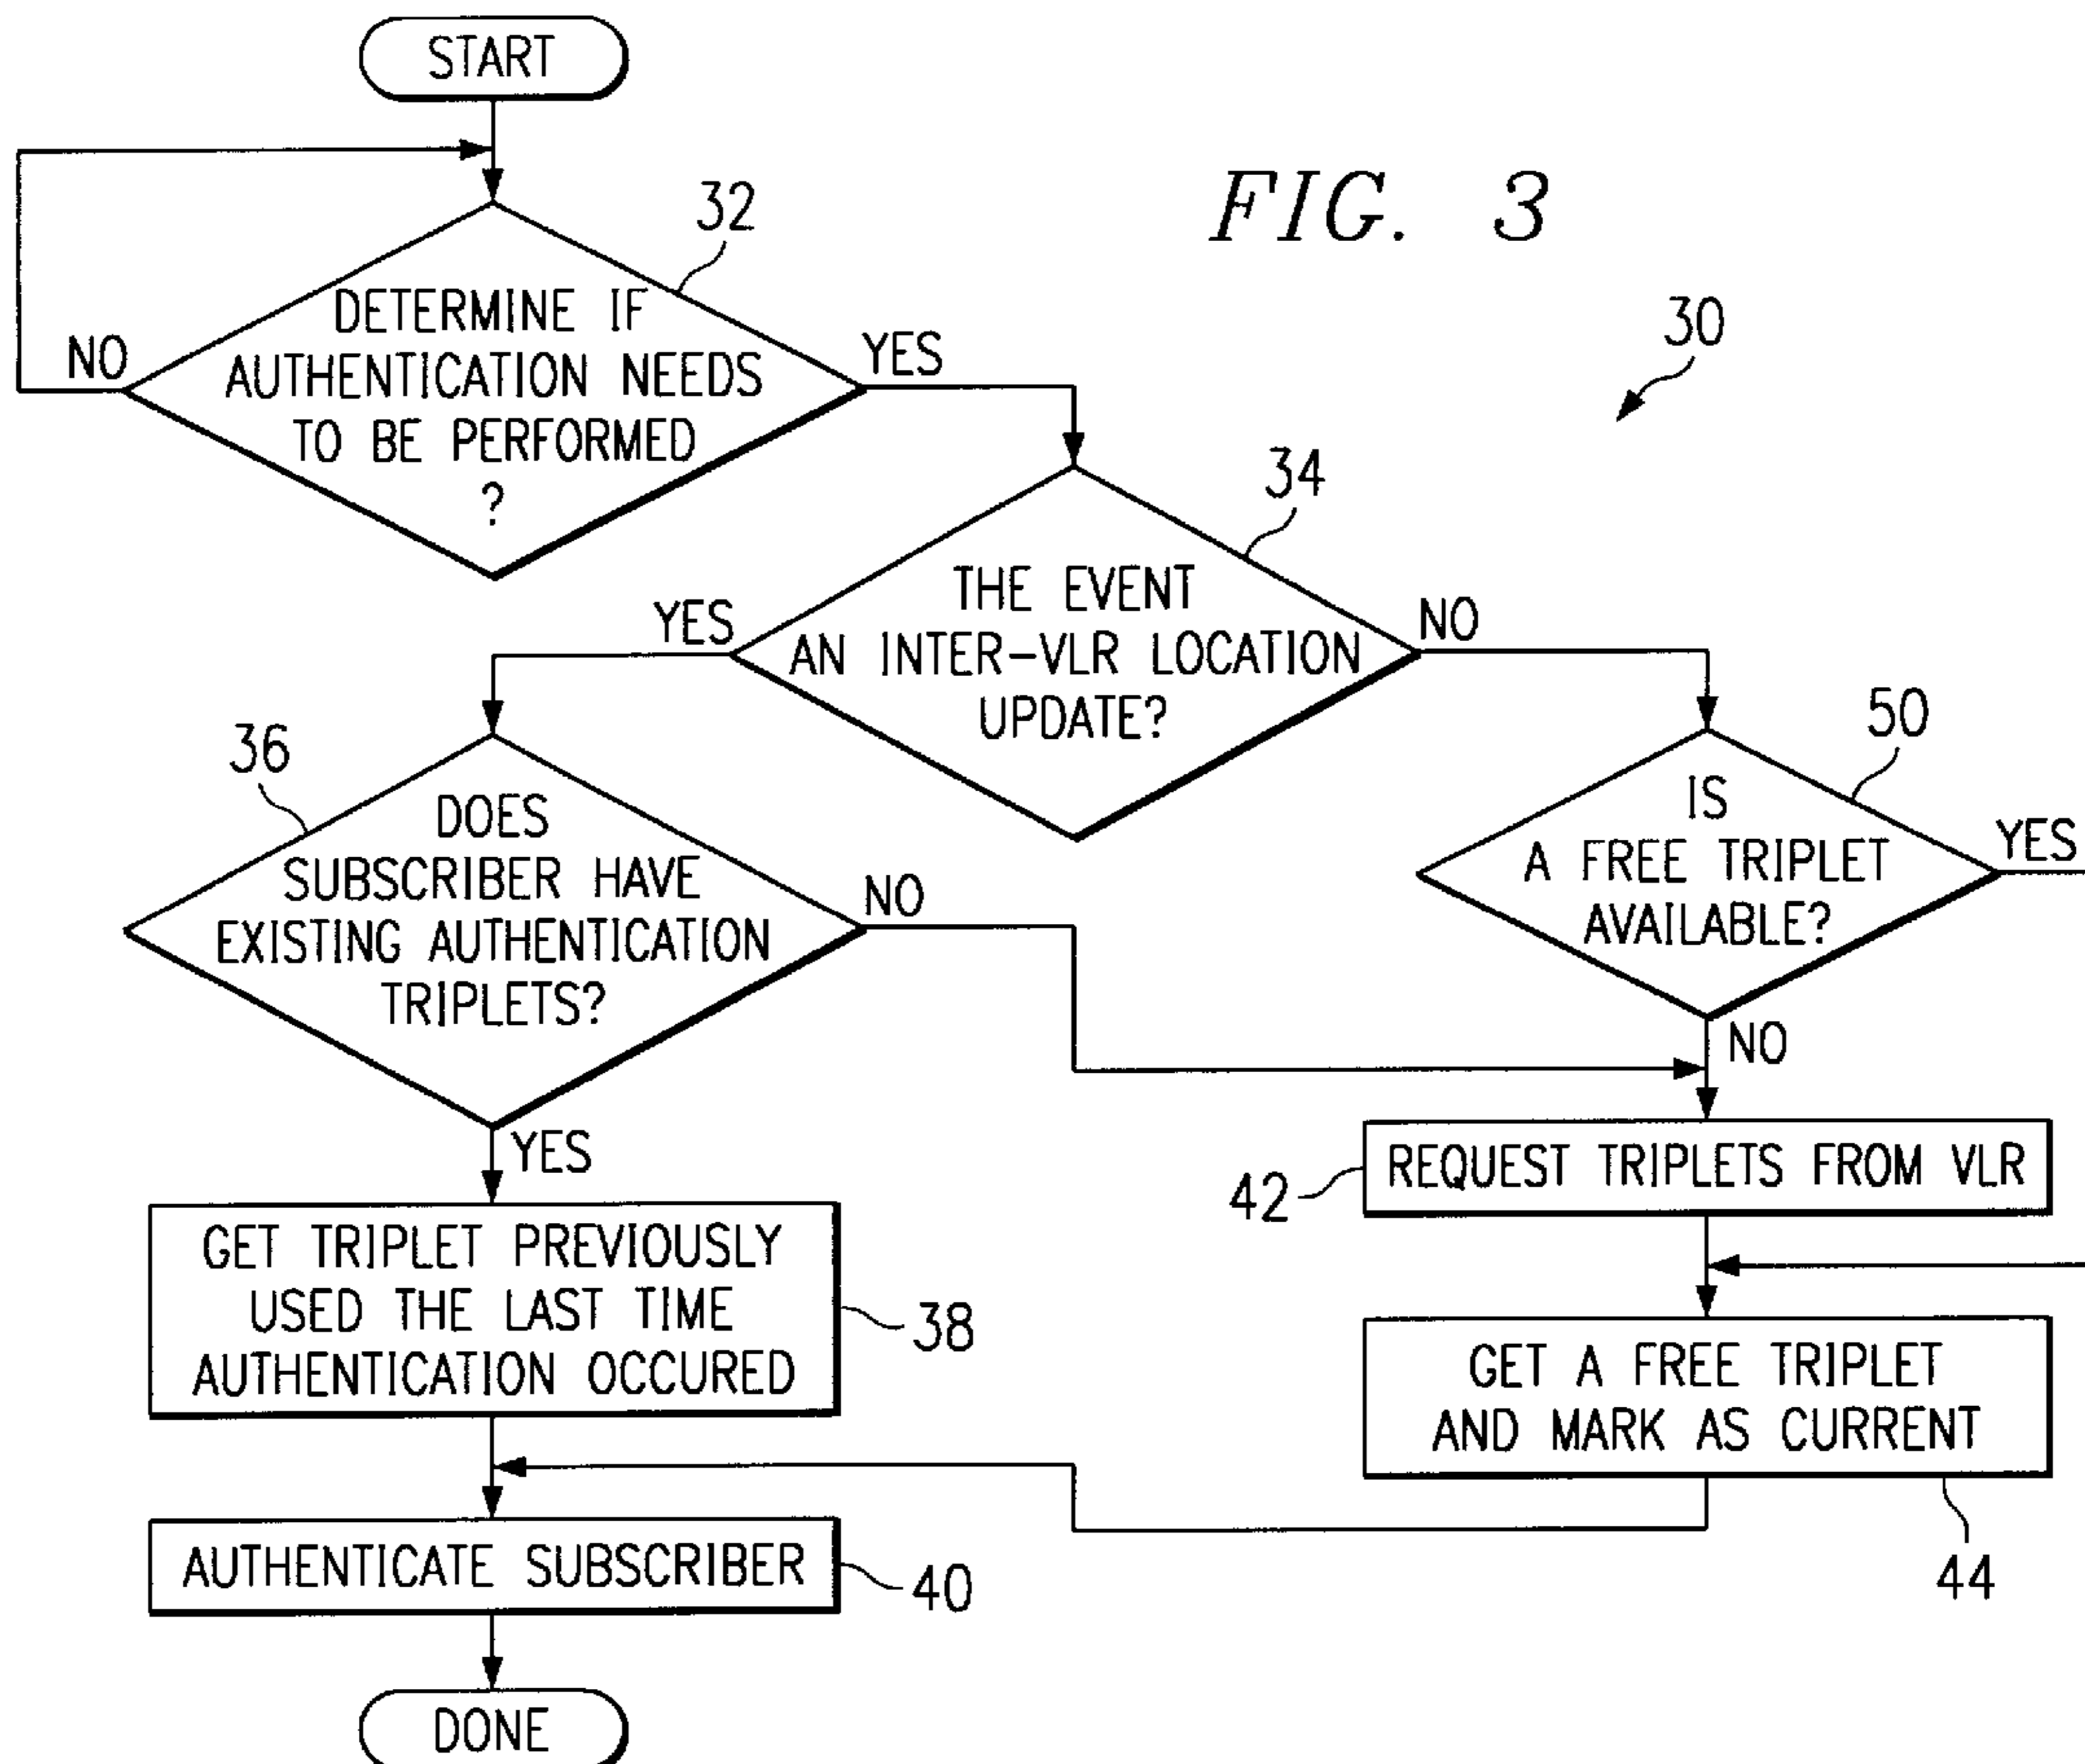 START
FIG. 3
32
30
DETERMINE IF
AUTHENTICATION NEEDS
TO BE PERFORMED
?
NO
YES
34
THE EVENT
AN INTER-VLR LOCATION
UPDATE?
YES
NO
36
DOES
SUBSCRIBER HAVE
EXISTING AUTHENTICATION
TRIPLETS?
NO
YES
50
IS
A FREE TRIPLET
AVAILABLE?
YES
NO
42
REQUEST TRIPLETS FROM VLR
GET TRIPLET PREVIOUSLY
USED THE LAST TIME
AUTHENTICATION OCCURED
38
GET A FREE TRIPLET
AND MARK AS CURRENT
44
AUTHENTICATE SUBSCRIBER
40
DONE